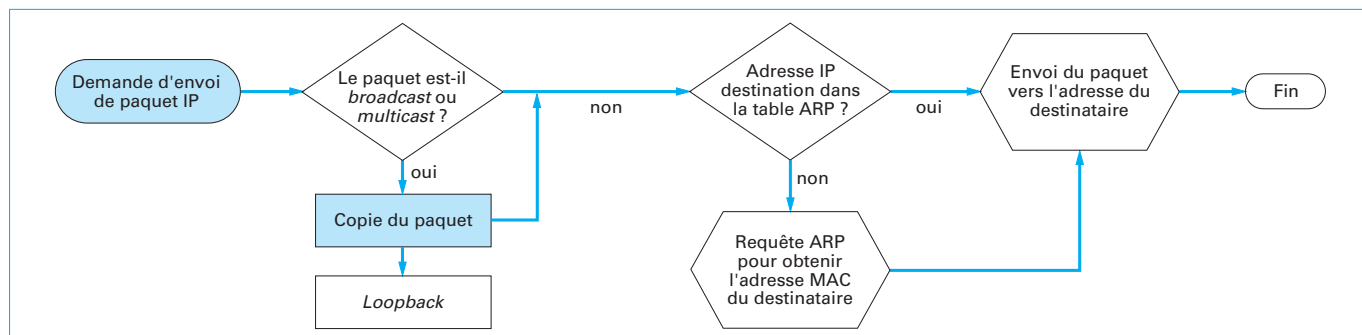 Demande d'envoi
de paquet IP
Le paquet est-il
broadcast ou
multicast ?
oui
Copie du paquet
Loopback
non
Adresse IP
destination dans
la table ARP ?
oui
non
Requête ARP
pour obtenir
l'adresse MAC
du destinataire
Envoi du paquet
vers l'adresse du
destinataire
Fin